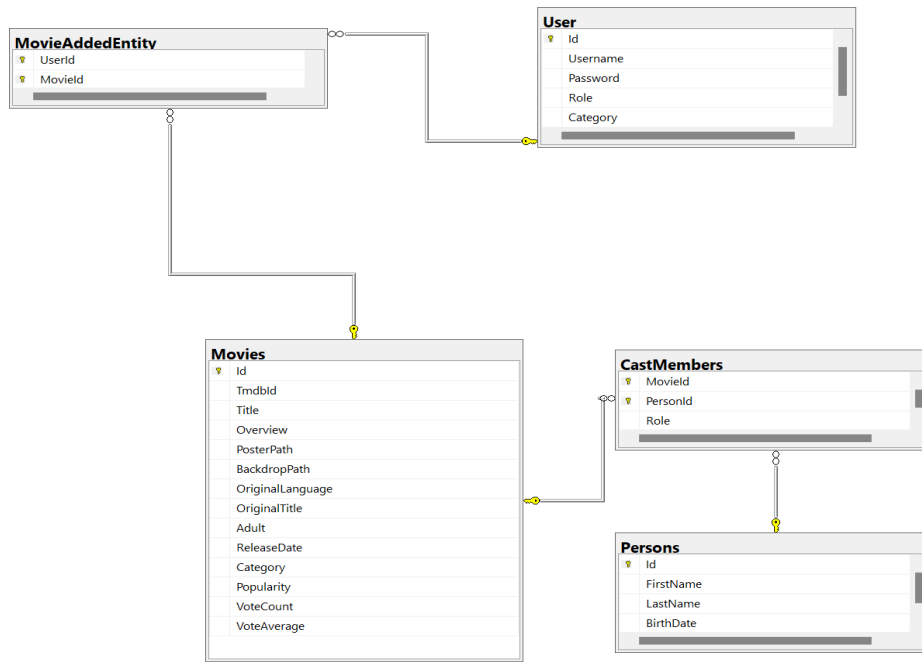 MovieAddedEntity
UserId
MovieId
User
Id
Username
Password
Role
Category
Movies
Id
TmdbId
Title
Overview
PosterPath
BackdropPath
OriginalLanguage
OriginalTitle
Adult
ReleaseDate
Category
Popularity
VoteCount
VoteAverage
CastMembers
MovieId
PersonId
Role
Persons
Id
FirstName
LastName
BirthDate